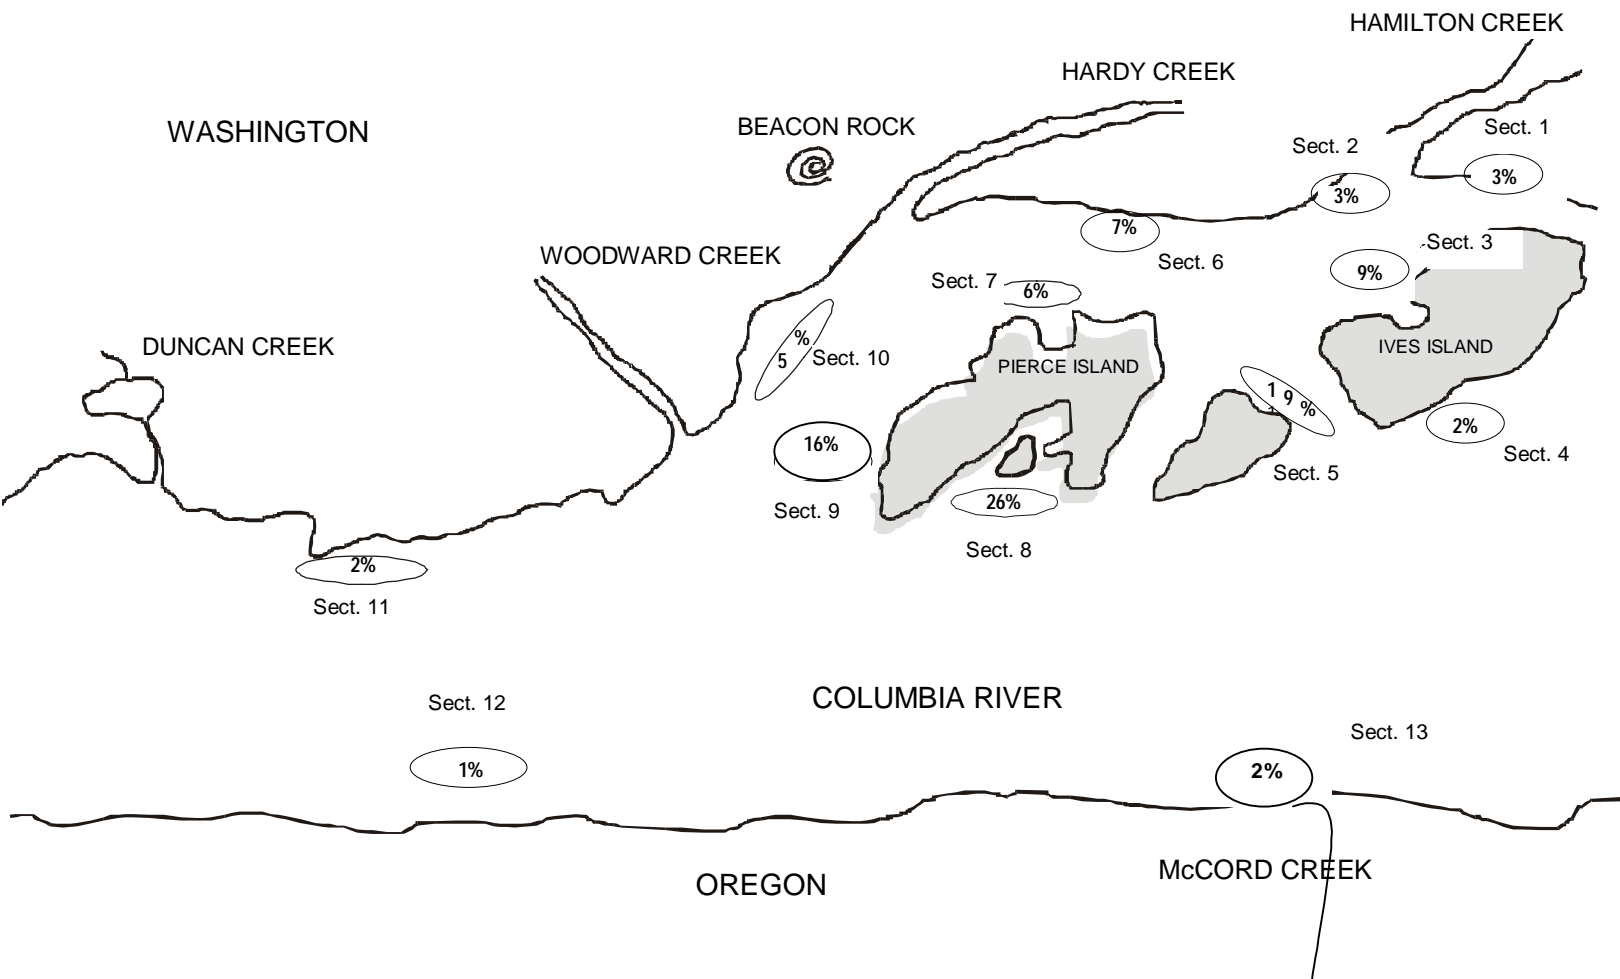 HAMILTON CREEK
HARDY CREEK
BEACON ROCK
WASHINGTON
Sect. 1
Sect. 2
3%
3%
7%
Sect. 6
Sect. 3
9%
WOODWARD CREEK
Sect. 7
6%
DUNCAN CREEK
5 %
Sect. 10
PIERCE ISLAND
IVES ISLAND
1 9 %
2%
Sect. 4
Sect. 5
16%
Sect. 9
26%
Sect. 8
2%
Sect. 11
Sect. 12
COLUMBIA RIVER
Sect. 13
1%
2%
OREGON
McCORD CREEK